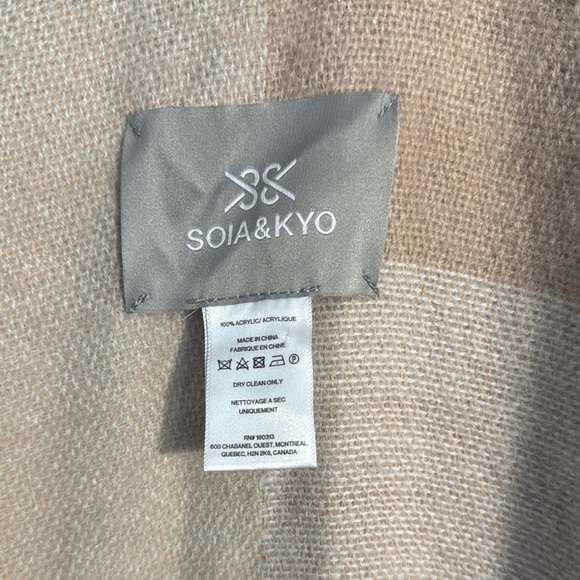 SOIA&KYO
100% ACRYLIC/ ACRYLIQUE
MADE IN CHINA
FABRIQUE EN CHINE
DRY CLEAN ONLY
NETTOYAGE A SEC
UNIQUEMENT
RN# 160313
600 CHABANEL OUEST, MONTREAL
QUEBEC, H2N 2K6, CANADA